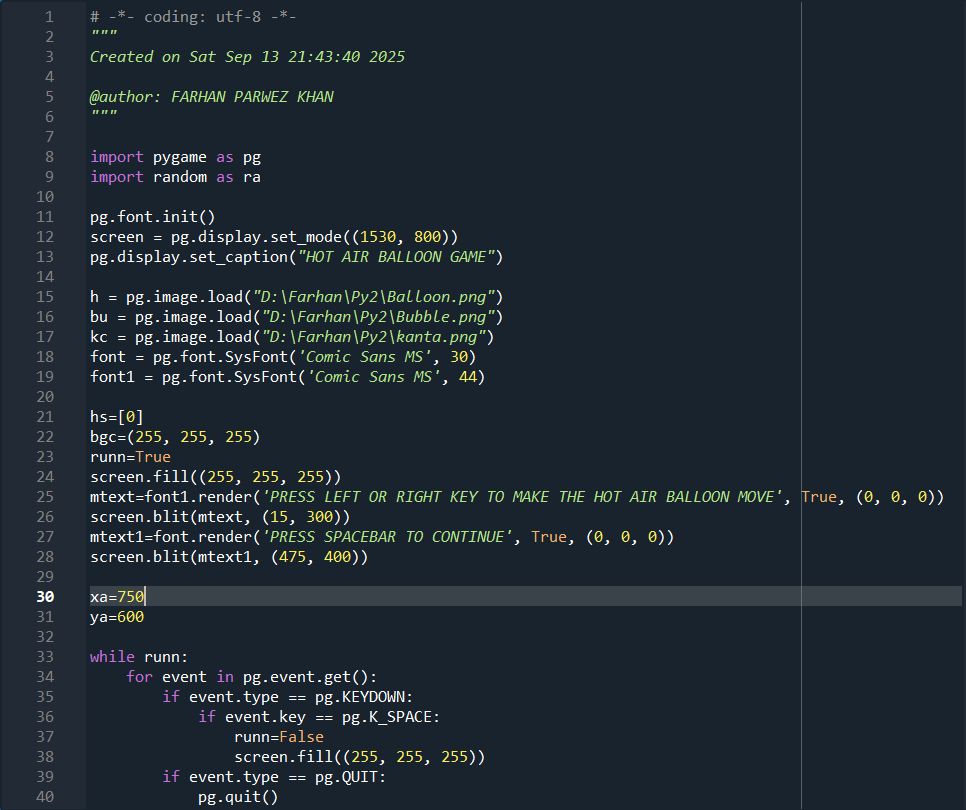 1 # -*- coding: utf-8 -*-
2 """
3 Created on Sat Sep 13 21:43:40 2025
4
5 @author: FARHAN PARWEZ KHAN
6 """
7
8 import pygame as pg
9 import random as ra
10
11 pg.font.init()
12 screen = pg.display.set_mode((1530, 800))
13 pg.display.set_caption("HOT AIR BALLOON GAME")
14
15 h = pg.image.load("D:\Farhan\Py2\Balloon.png")
16 bu = pg.image.load("D:\Farhan\Py2\Bubble.png")
17 kc = pg.image.load("D:\Farhan\Py2\kanta.png")
18 font = pg.font.SysFont('Comic Sans MS', 30)
19 font1 = pg.font.SysFont('Comic Sans MS', 44)
20
21 hs=[0]
22 bgc=(255, 255, 255)
23 runn=True
24 screen.fill((255, 255, 255))
25 mtext=font1.render('PRESS LEFT OR RIGHT KEY TO MAKE THE HOT AIR BALLOON MOVE', True, (0, 0, 0))
26 screen.blit(mtext, (15, 300))
27 mtext1=font.render('PRESS SPACEBAR TO CONTINUE', True, (0, 0, 0))
28 screen.blit(mtext1, (475, 400))
29
30 xa=750
31 ya=600
32
33 while runn:
34     for event in pg.event.get():
35         if event.type == pg.KEYDOWN:
36             if event.key == pg.K_SPACE:
37                 runn=False
38                 screen.fill((255, 255, 255))
39         if event.type == pg.QUIT:
40             pg.quit()